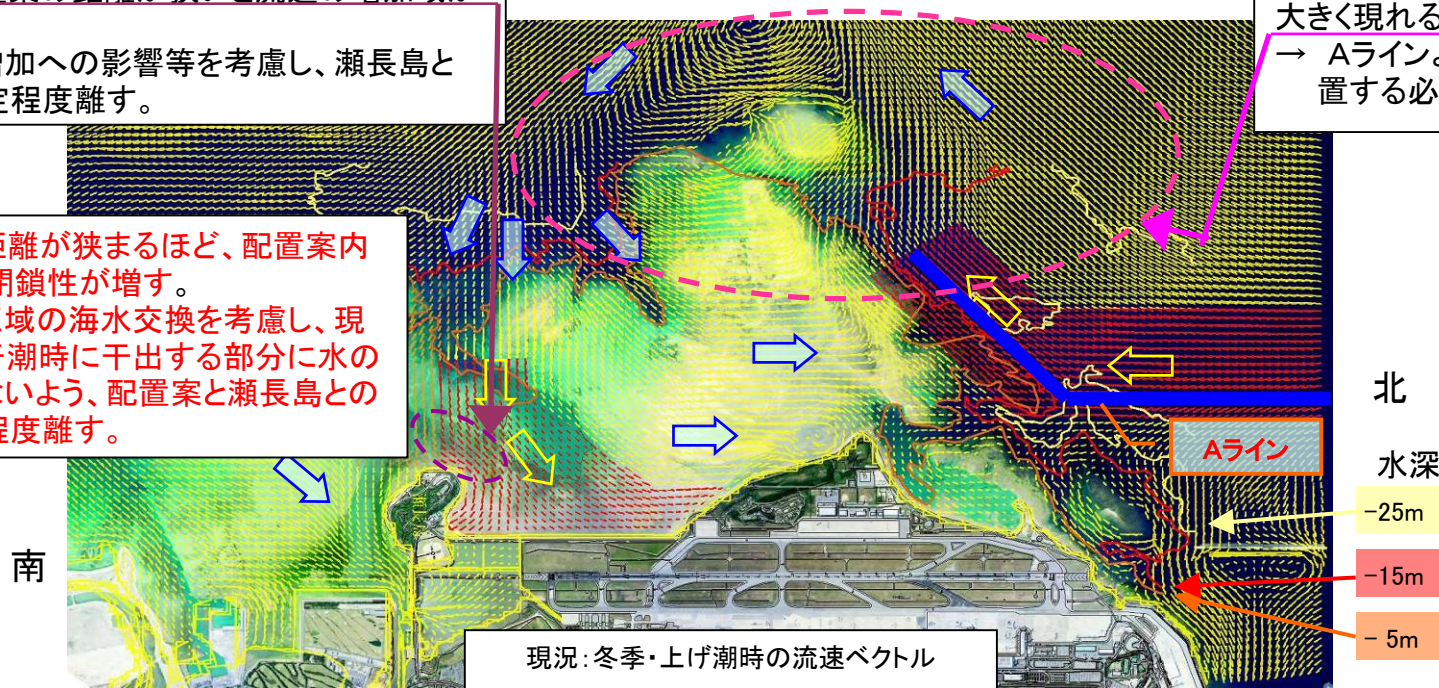 増加への影響等を考慮し、瀬長島と
定程度離す。
大きく現れる
→ Aライン
置する必
距離が狭まるほど、配置案内
閉鎖性が増す。
域の海水交換を考慮し、現
潮時に干出する部分に水の
いよう、配置案と瀬長島との
程度離す。
北
Aライン
水深
-25m
-15m
- 5m
南
現況:冬季・上げ潮時の流速ベクトル